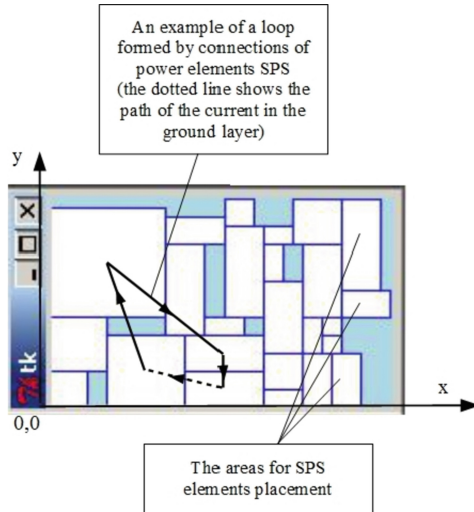 An example of a loop
formed by connections of
power elements SPS
(the dotted line shows the
path of the current in the
ground layer)
y
tk
x
0,0
The areas for SPS
elements placement